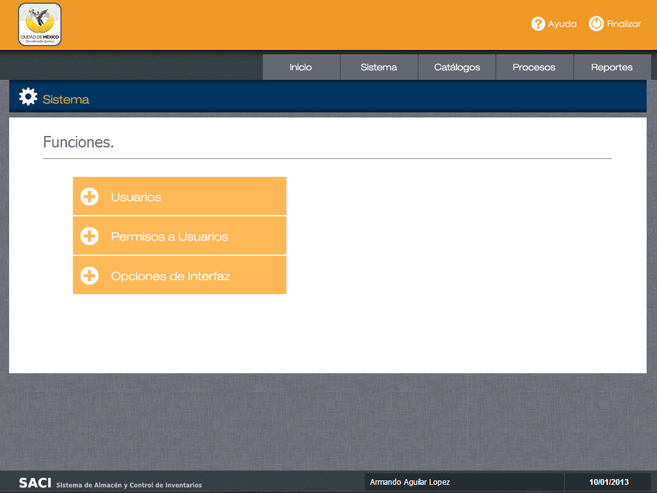 CIUDAD DE MÉXICO
Ayuda
Finalizar
Inicio
Sistema
Catálogos
Procesos
Reportes
Sistema
Funciones.
Usuarios
Permisos a Usuarios
Opciones de Interfaz
SACI Sistema de Almacén y Control de Inventarios
Armando Aguilar Lopez
10/01/2013